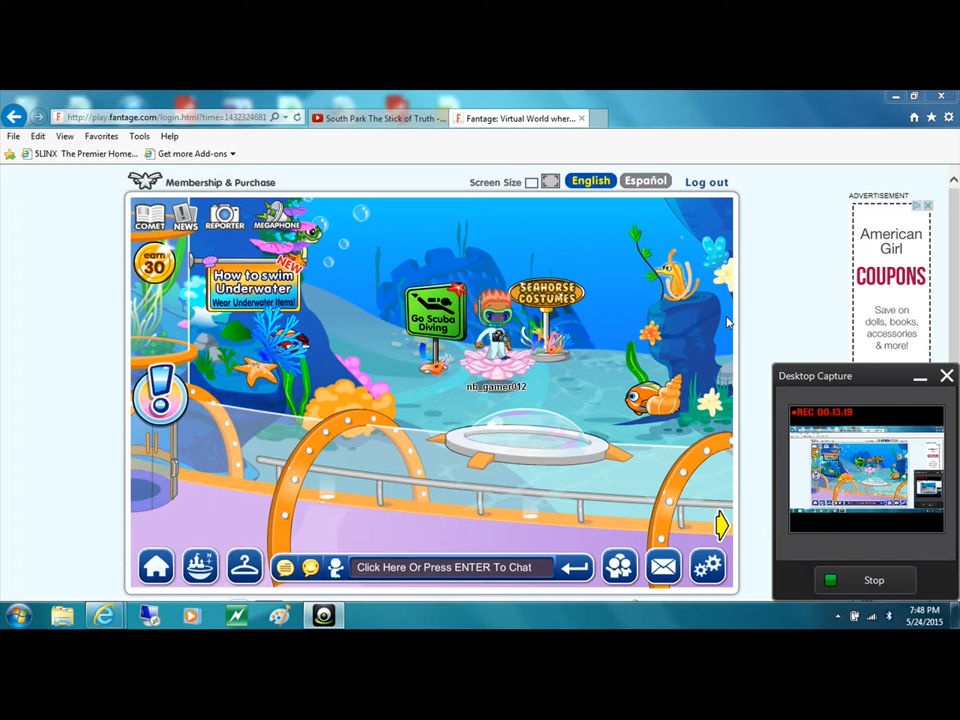 http://play.fantage.com/login.html?time=1432324681
South Park The Stick of Truth -...
Fantage: Virtual World wher...
File Edit View Favorites Tools Help
5LINX The Premier Home...
Get more Add-ons
Membership & Purchase
Screen Size
English
Español
Log out
ADVERTISEMENT
American
Girl
COUPONS
Save on
dolls, books,
accessories
& more!
COMET
NEWS
REPORTER
MEGAPHONE
earn
30
NEW
How to swim
Underwater
Wear Underwater Items!
Go Scuba
Diving
SEAHORSE
COSTUMES
nb_gamer012
Desktop Capture
REC 00:13:19
Stop
Click Here Or Press ENTER To Chat
7:48 PM
5/24/2015